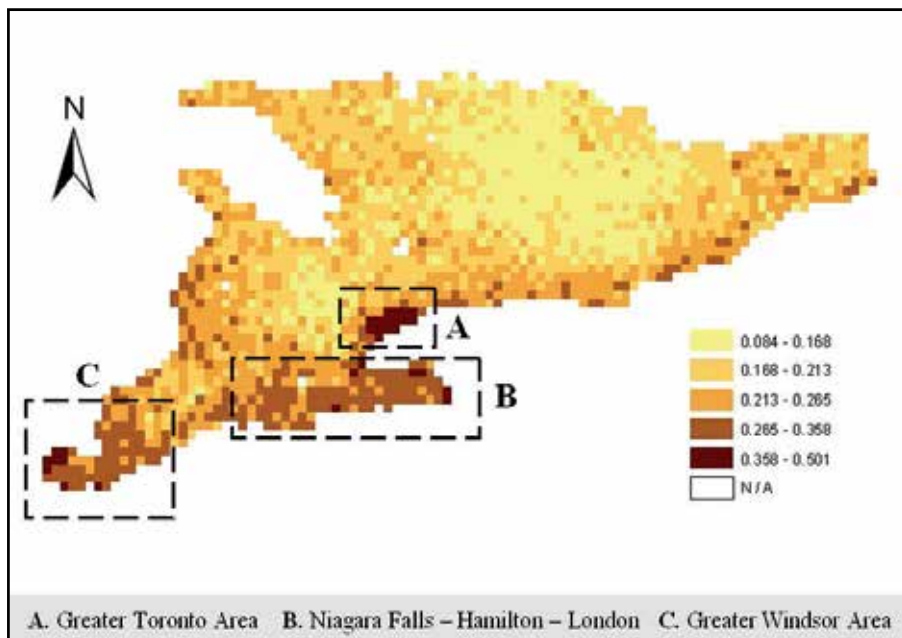 N
A
B
C
0.084 - 0.168
0.168 - 0.213
0.213 - 0.265
0.265 - 0.358
0.358 - 0.501
N / A
A. Greater Toronto Area B. Niagara Falls – Hamilton – London C. Greater Windsor Area